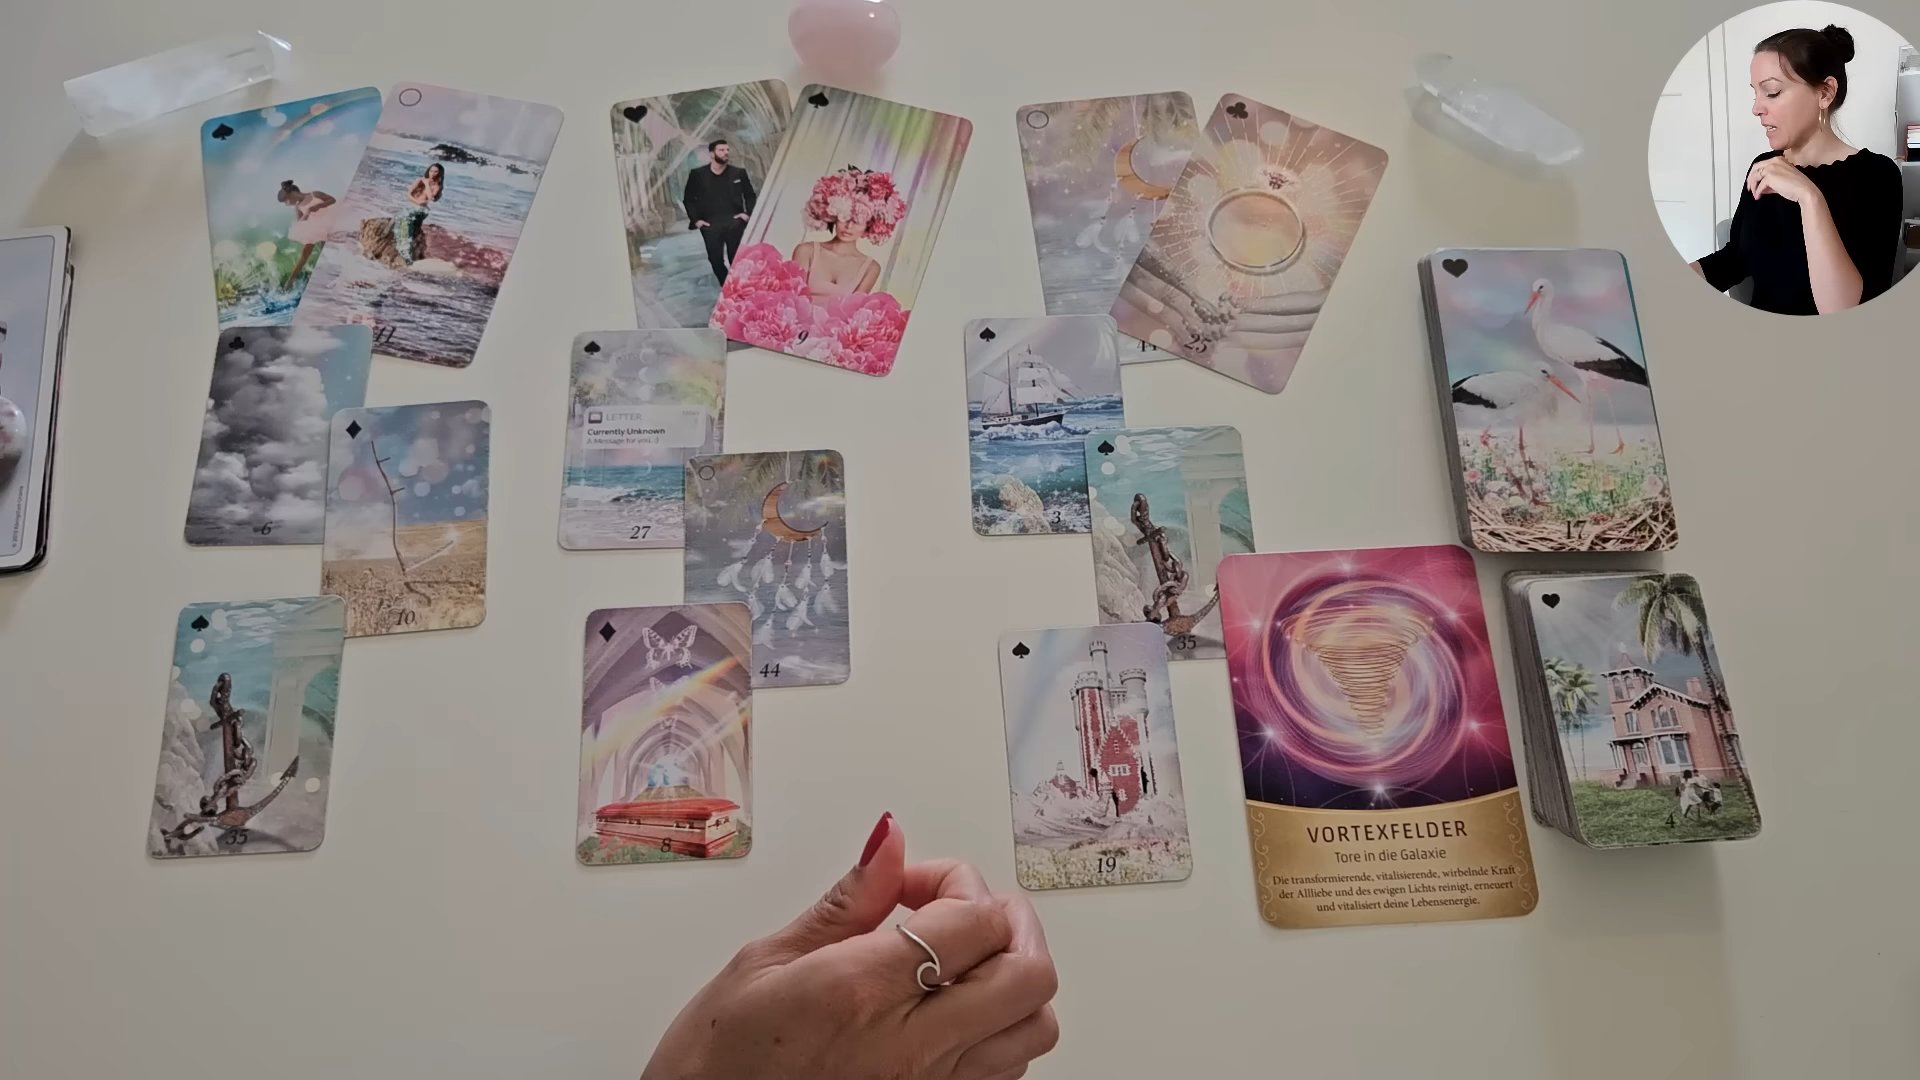 41
9
44
25
6
10
LETTER
Currently Unknown
A Message for you :)
27
44
3
35
17
35
8
19
4
VORTEXFELDER
Tore in die Galaxie
Die transformierende, vitalisierende, wirbelnde Kraft
der Allliebe und des ewigen Lichts reinigt, erneuert
und vitalisiert deine Lebensenergie.